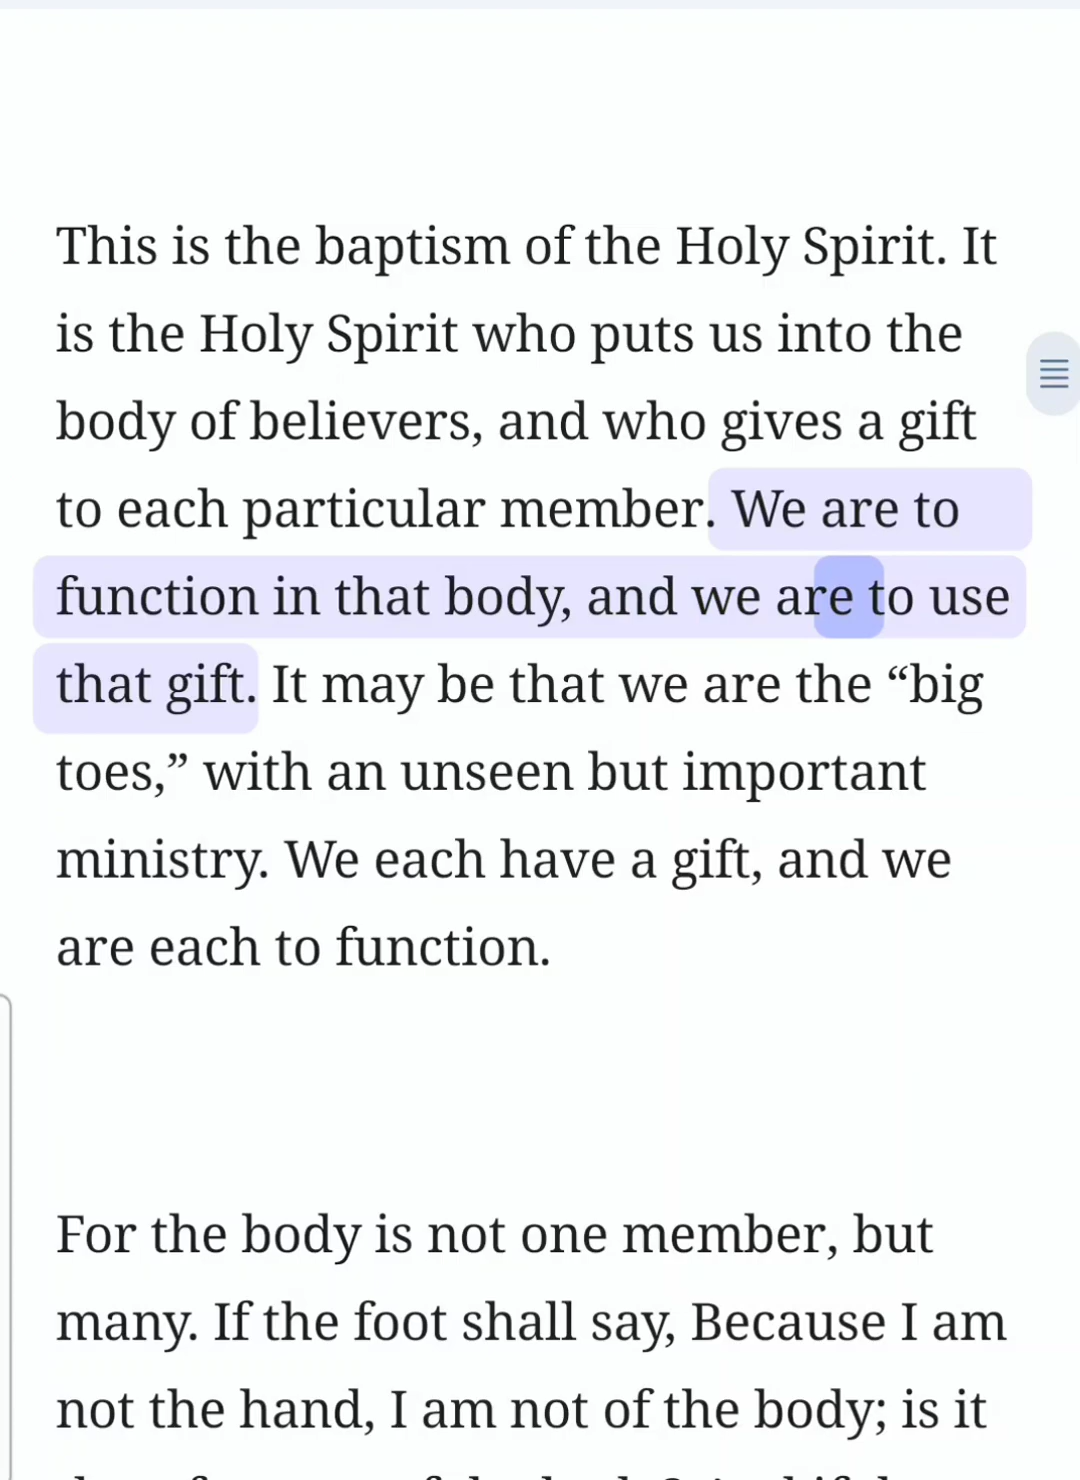 This is the baptism of the Holy Spirit. It
is the Holy Spirit who puts us into the
body of believers, and who gives a gift
to each particular member. We are to
function in that body, and we are to use
that gift. It may be that we are the “big
toes,” with an unseen but important
ministry. We each have a gift, and we
are each to function.
For the body is not one member, but
many. If the foot shall say, Because I am
not the hand, I am not of the body; is it